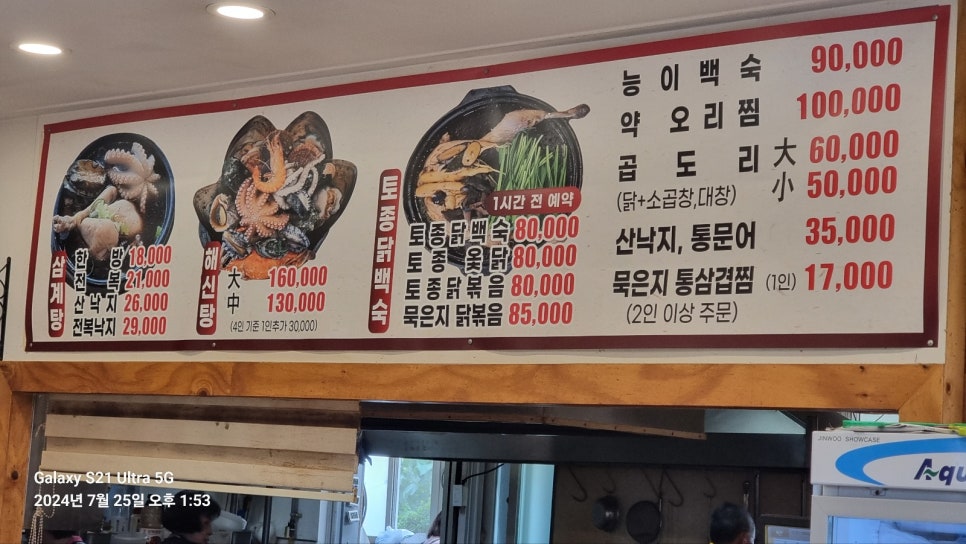 삼계탕
한 방 18,000
전 복 21,000
산 낙 지 26,000
전복낙지 29,000
해신탕
大 160,000
中 130,000
(4인 기준 1인추가 30,000)
토종닭백숙
1시간 전 예약
토 종 닭 백 숙 80,000
토 종 옻 닭 80,000
토 종 닭 볶 음 80,000
묵은지 닭볶음 85,000
능 이 백 숙 90,000
약 오 리 찜 100,000
곱 도 리 大 60,000
小 50,000
(닭+소곱창,대창)
산낙지, 통문어 35,000
묵은지 통삼겹찜 (1인) 17,000
(2인 이상 주문)
JINWOO SHOWCASE
Aqu
Galaxy S21 Ultra 5G
2024년 7월 25일 오후 1:53